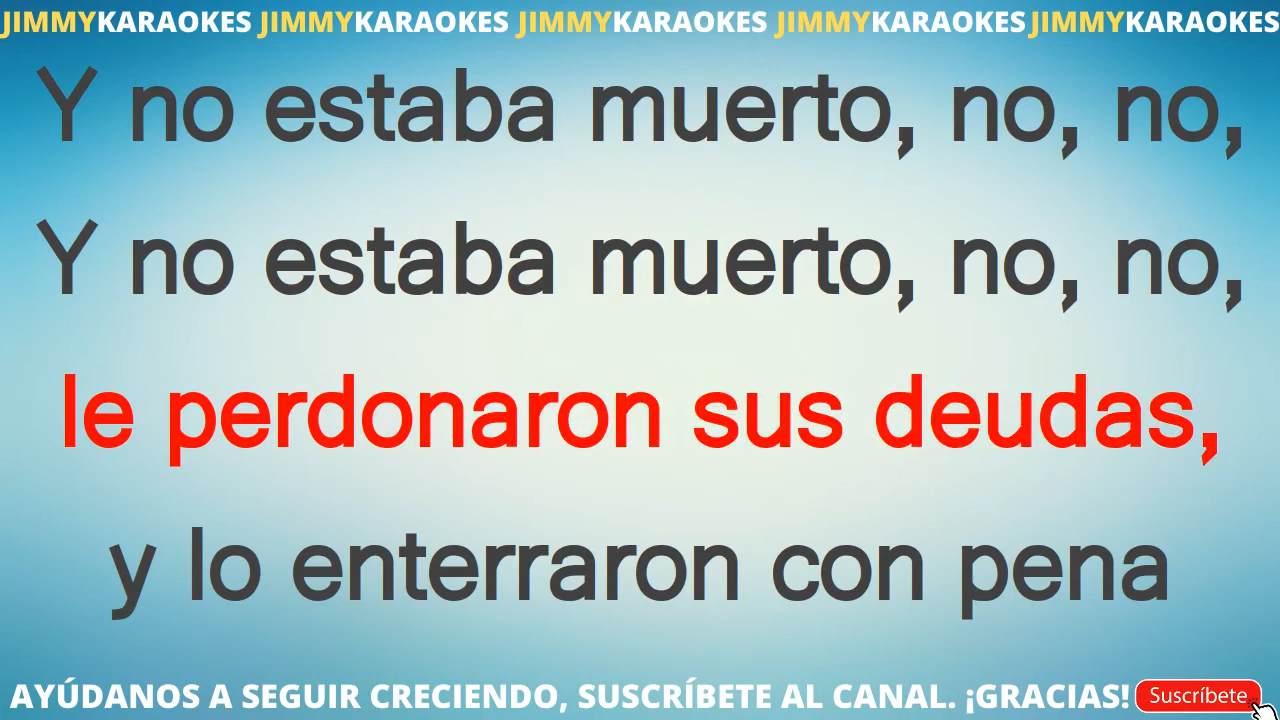 JIMMYKARAOKES JIMMYKARAOKES JIMMYKARAOKES JIMMYKARAOKES JIMMYKARAOKES
Y no estaba muerto, no, no,
Y no estaba muerto, no, no,
le perdonaron sus deudas,
y lo enterraron con pena
AYÚDANOS A SEGUIR CRECIENDO, SUSCRÍBETE AL CANAL. ¡GRACIAS! Suscríbete